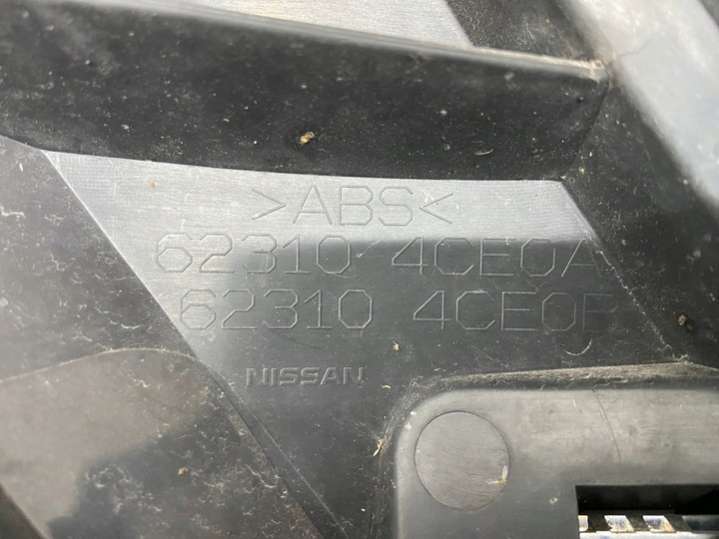 >ABS<
62310 4CE0A
62310 4CE0B
NISSAN